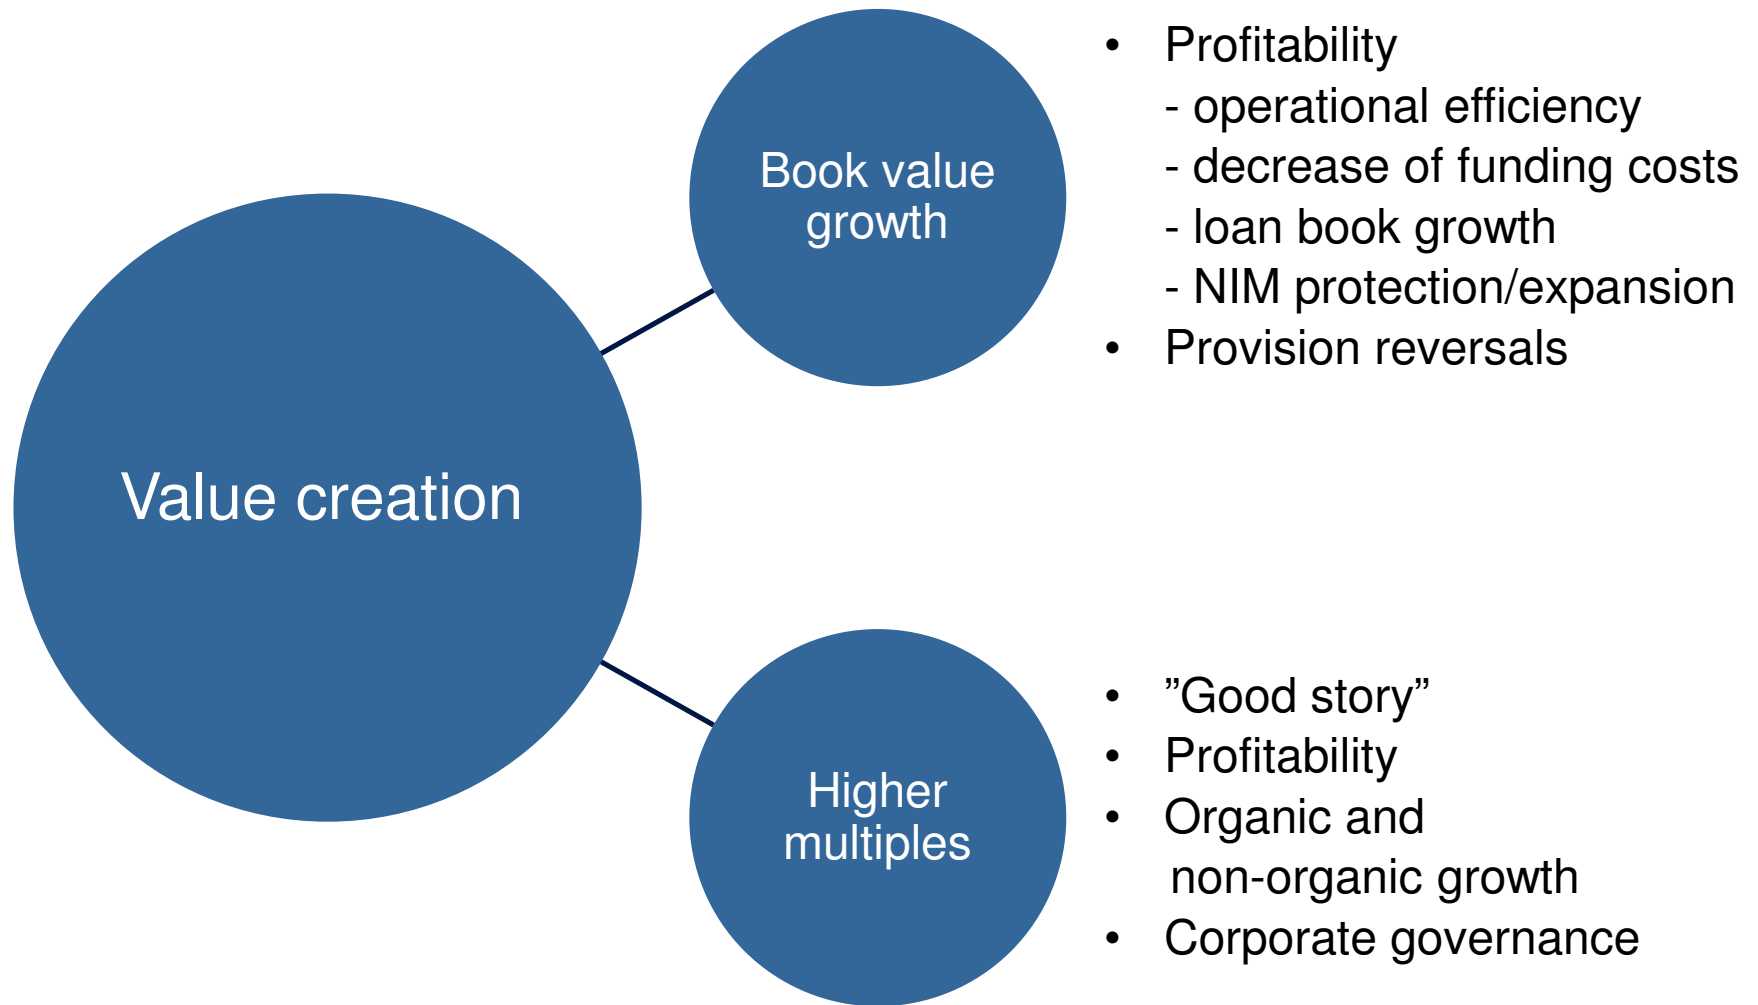 Value creation
Book value
growth
• Profitability
- operational efficiency
- decrease of funding costs
- loan book growth
- NIM protection/expansion
• Provision reversals
Higher
multiples
• ”Good story”
• Profitability
• Organic and
non-organic growth
• Corporate governance